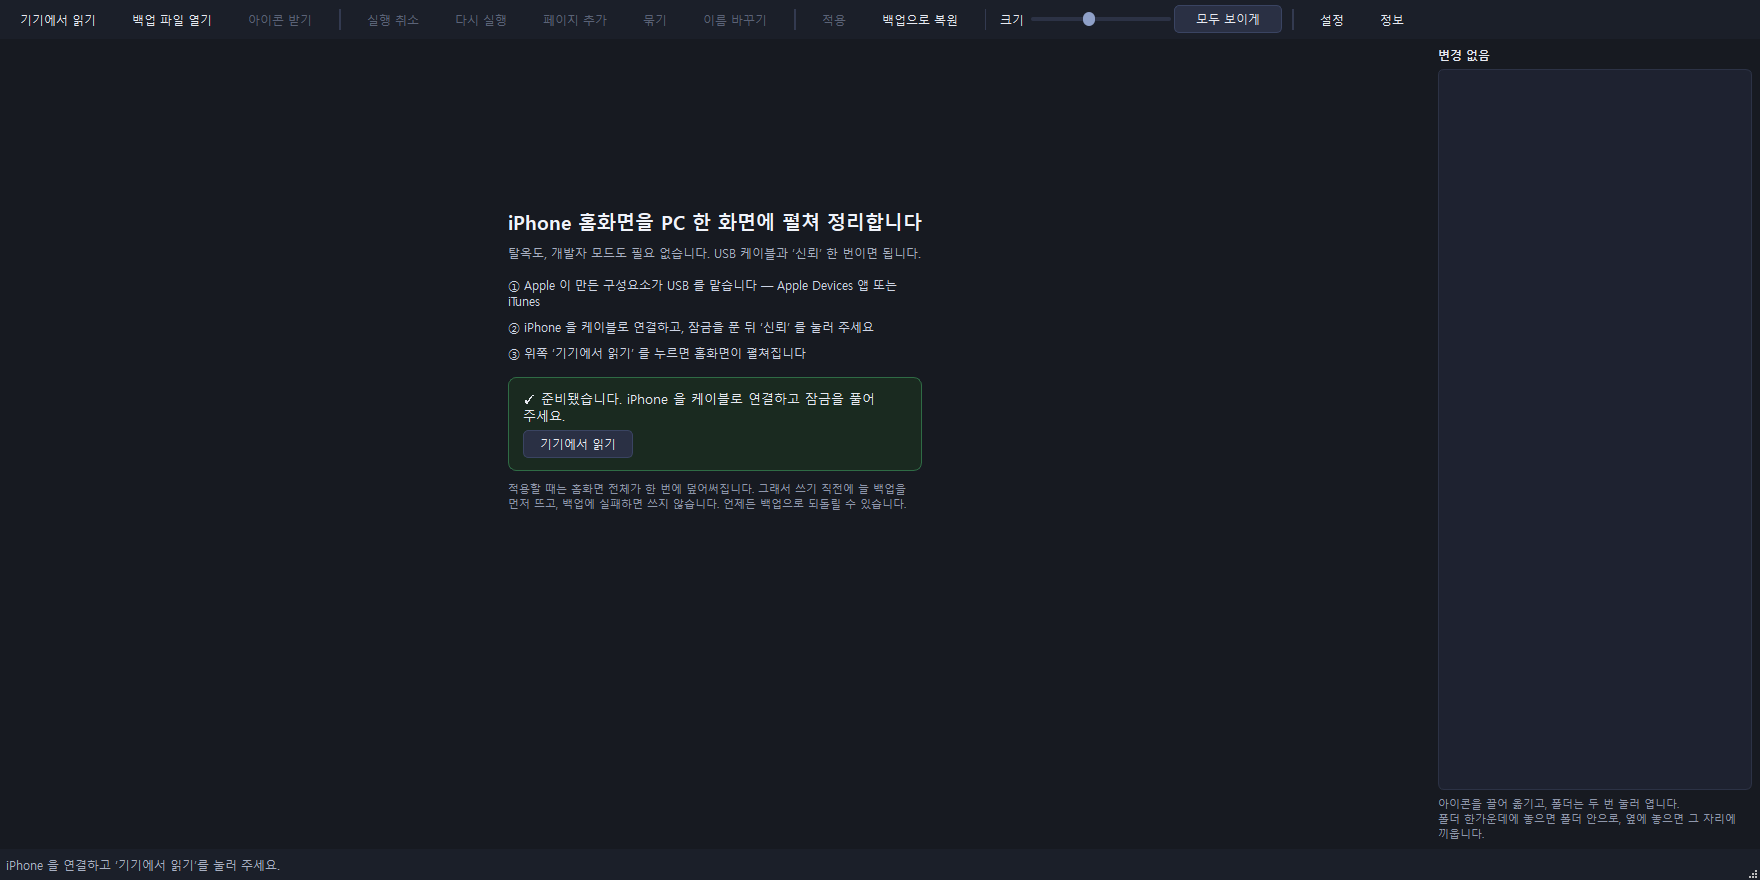 기기에서 읽기 백업 파일 열기 아이콘 받기 실행 취소 다시 실행 페이지 추가 묶기 이름 바꾸기 적용 백업으로 복원 크기 모두 보이게 설정 정보
변경 없음
iPhone 홈화면을 PC 한 화면에 펼쳐 정리합니다
탈옥도, 개발자 모드도 필요 없습니다. USB 케이블과 ‘신뢰’ 한 번이면 됩니다.
① Apple 이 만든 구성요소가 USB 를 맡습니다 — Apple Devices 앱 또는
iTunes
② iPhone 을 케이블로 연결하고, 잠금을 푼 뒤 ‘신뢰’ 를 눌러 주세요
③ 위쪽 ‘기기에서 읽기’ 를 누르면 홈화면이 펼쳐집니다
✓ 준비됐습니다. iPhone 을 케이블로 연결하고 잠금을 풀어
주세요.
기기에서 읽기
적용할 때는 홈화면 전체가 한 번에 덮어써집니다. 그래서 쓰기 직전에 늘 백업을
먼저 뜨고, 백업에 실패하면 쓰지 않습니다. 언제든 백업으로 되돌릴 수 있습니다.
아이콘을 끌어 옮기고, 폴더는 두 번 눌러 엽니다.
폴더 한가운데에 놓으면 폴더 안으로, 옆에 놓으면 그 자리에
끼웁니다.
iPhone 을 연결하고 ‘기기에서 읽기’를 눌러 주세요.